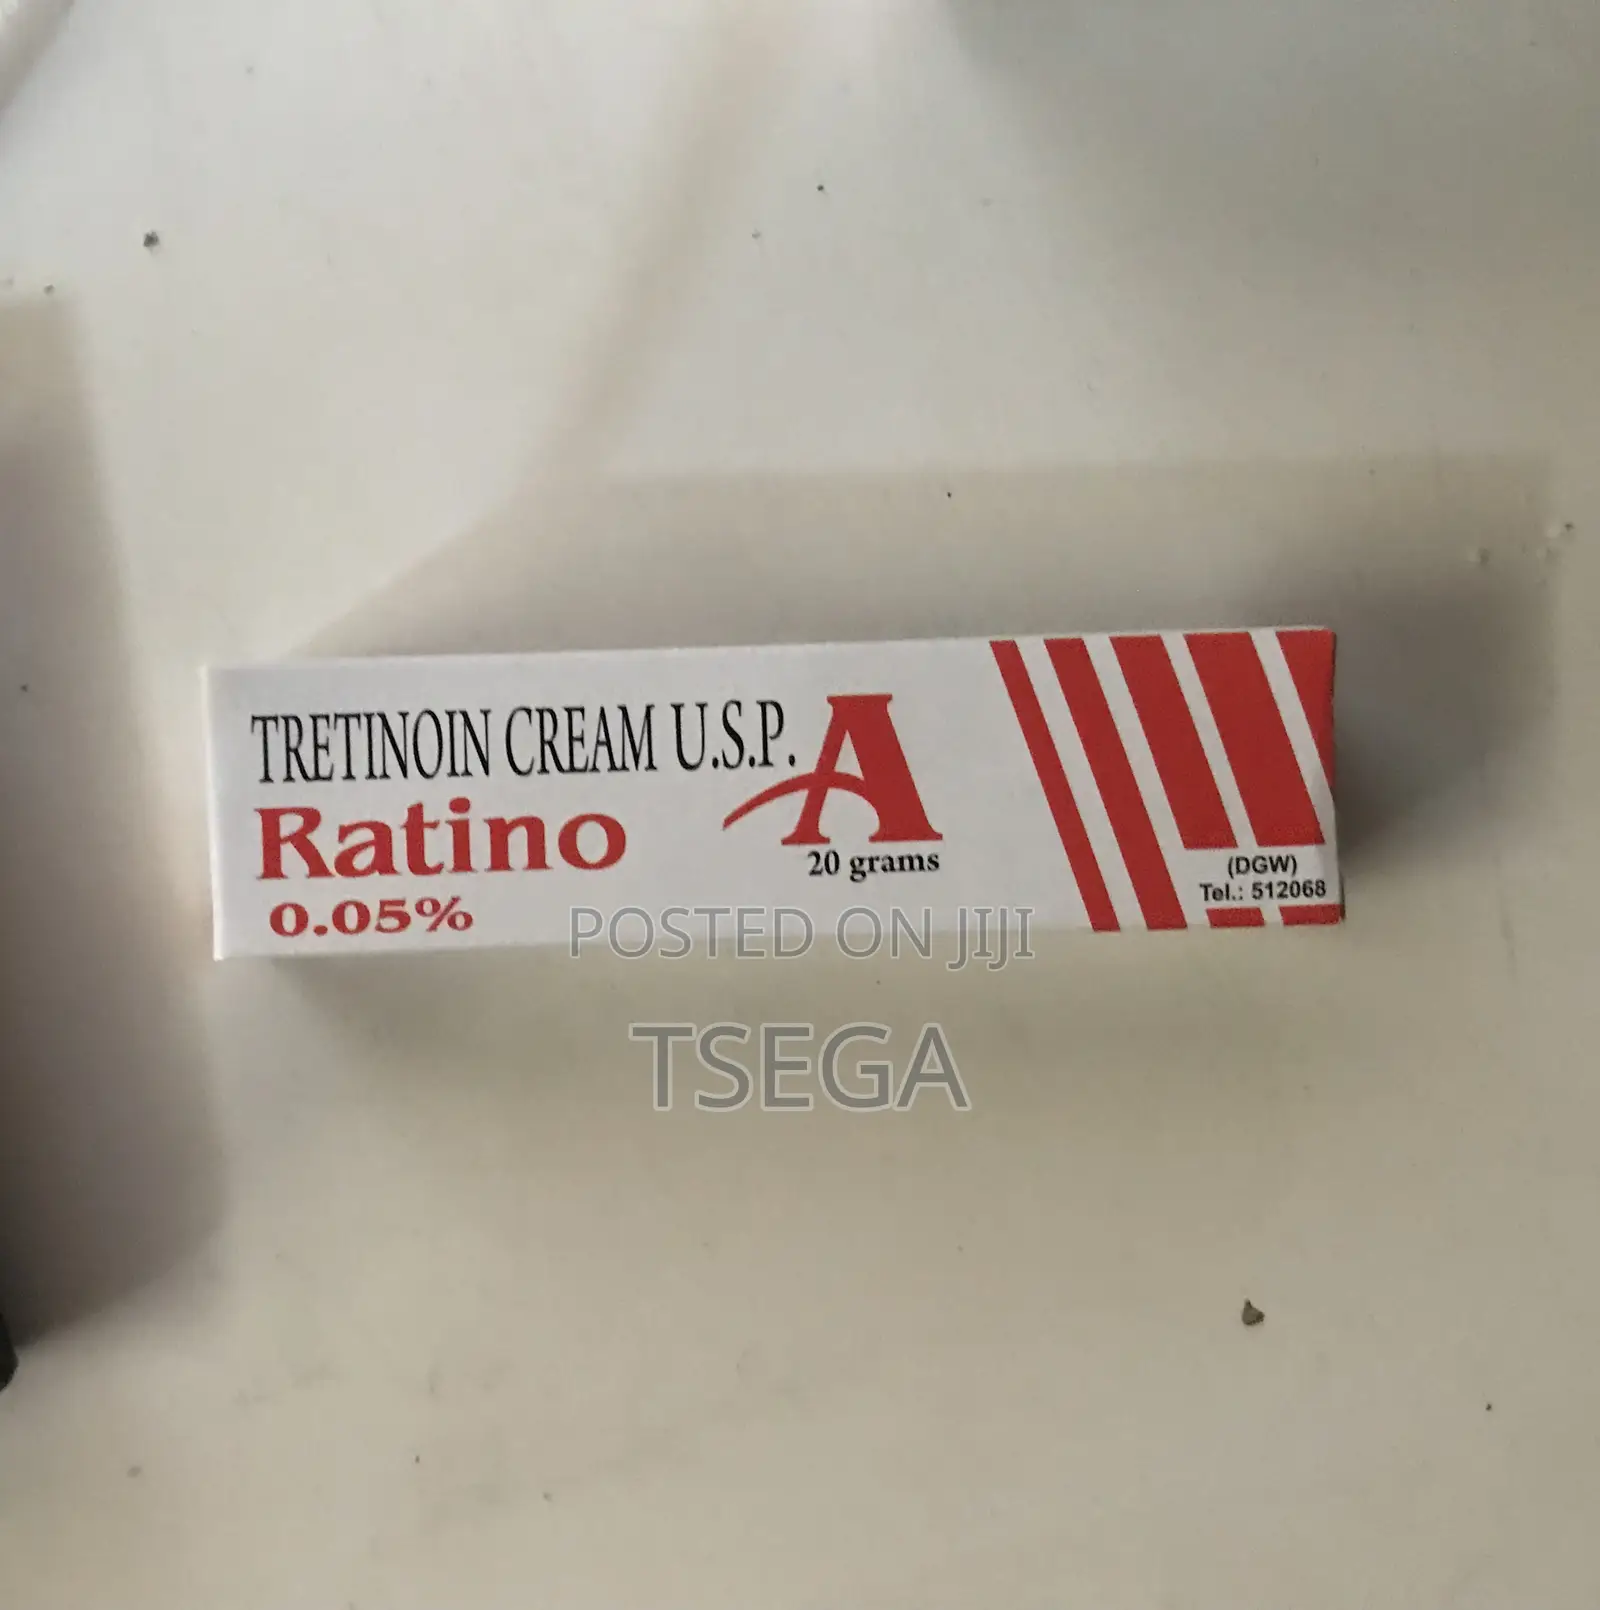 TRETINOIN CREAM U.S.P.
Ratino A
0.05%
20 grams
(DGW)
Tel.: 512068
POSTED ON JIJI
TSEGA